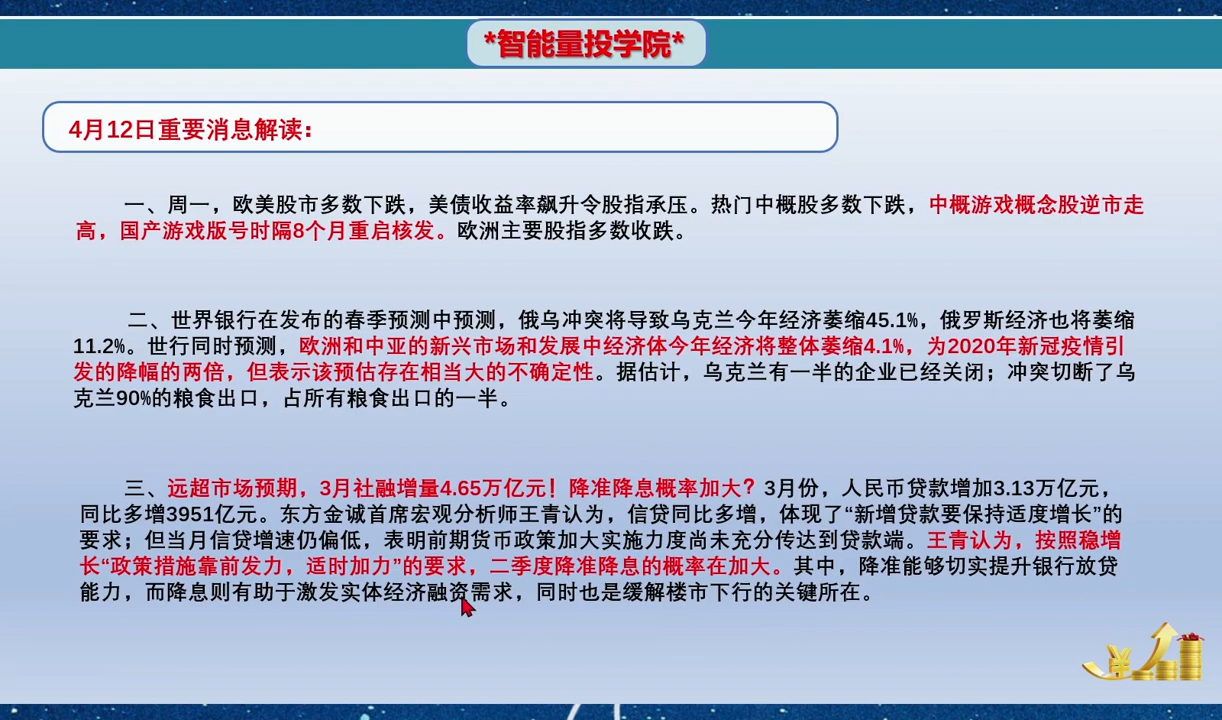 *智能量投学院*
4月12日重要消息解读：
一、周一，欧美股市多数下跌，美债收益率飙升令股指承压。热门中概股多数下跌，中概游戏概念股逆市走
高，国产游戏版号时隔8个月重启核发。欧洲主要股指多数收跌。
二、世界银行在发布的春季预测中预测，俄乌冲突将导致乌克兰今年经济萎缩45.1%，俄罗斯经济也将萎缩
11.2%。世行同时预测，欧洲和中亚的新兴市场和发展中经济体今年经济将整体萎缩4.1%，为2020年新冠疫情引
发的降幅的两倍，但表示该预估存在相当大的不确定性。据估计，乌克兰有一半的企业已经关闭；冲突切断了乌
克兰90%的粮食出口，占所有粮食出口的一半。
三、远超市场预期，3月社融增量4.65万亿元！降准降息概率加大？3月份，人民币贷款增加3.13万亿元，
同比多增3951亿元。东方金诚首席宏观分析师王青认为，信贷同比多增，体现了“新增贷款要保持适度增长”的
要求；但当月信贷增速仍偏低，表明前期货币政策加大实施力度尚未充分传达到贷款端。王青认为，按照稳增
长“政策措施靠前发力，适时加力”的要求，二季度降准降息的概率在加大。其中，降准能够切实提升银行放贷
能力，而降息则有助于激发实体经济融资需求，同时也是缓解楼市下行的关键所在。